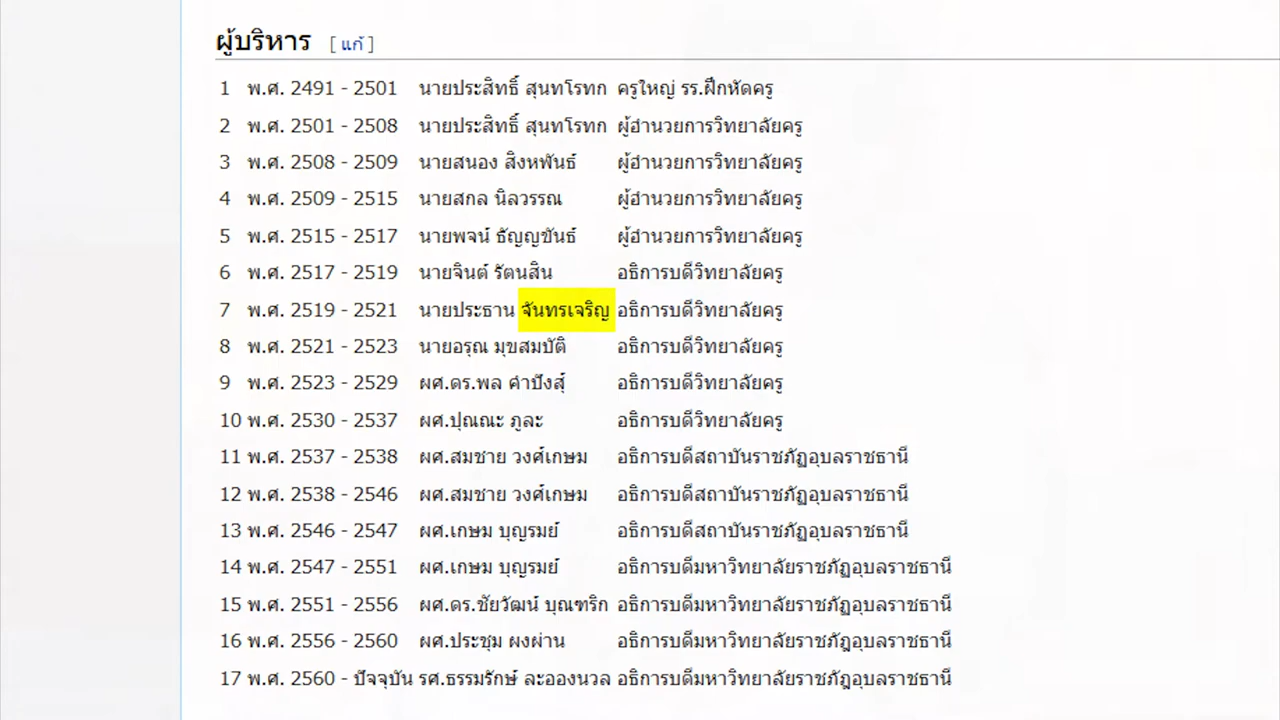 ผู้บริหาร [ แก้ ]
1 พ.ศ. 2491 - 2501 นายประสิทธิ์ สุนทโรทก ครูใหญ่ รร.ฝึกหัดครู
2 พ.ศ. 2501 - 2508 นายประสิทธิ์ สุนทโรทก ผู้อำนวยการวิทยาลัยครู
3 พ.ศ. 2508 - 2509 นายสนอง สิงหพันธ์ ผู้อำนวยการวิทยาลัยครู
4 พ.ศ. 2509 - 2515 นายสกล นิลวรรณ ผู้อำนวยการวิทยาลัยครู
5 พ.ศ. 2515 - 2517 นายพจน์ ธัญญขันธ์ ผู้อำนวยการวิทยาลัยครู
6 พ.ศ. 2517 - 2519 นายจินต์ รัตนสิน อธิการบดีวิทยาลัยครู
7 พ.ศ. 2519 - 2521 นายประธาน จันทรเจริญ อธิการบดีวิทยาลัยครู
8 พ.ศ. 2521 - 2523 นายอรุณ มุขสมบัติ อธิการบดีวิทยาลัยครู
9 พ.ศ. 2523 - 2529 ผศ.ดร.พล คำปังสุ์ อธิการบดีวิทยาลัยครู
10 พ.ศ. 2530 - 2537 ผศ.ปุณณะ ภูละ อธิการบดีวิทยาลัยครู
11 พ.ศ. 2537 - 2538 ผศ.สมชาย วงศ์เกษม อธิการบดีสถาบันราชภัฏอุบลราชธานี
12 พ.ศ. 2538 - 2546 ผศ.สมชาย วงศ์เกษม อธิการบดีสถาบันราชภัฏอุบลราชธานี
13 พ.ศ. 2546 - 2547 ผศ.เกษม บุญรมย์ อธิการบดีสถาบันราชภัฏอุบลราชธานี
14 พ.ศ. 2547 - 2551 ผศ.เกษม บุญรมย์ อธิการบดีมหาวิทยาลัยราชภัฏอุบลราชธานี
15 พ.ศ. 2551 - 2556 ผศ.ดร.ชัยวัฒน์ บุณฑริก อธิการบดีมหาวิทยาลัยราชภัฏอุบลราชธานี
16 พ.ศ. 2556 - 2560 ผศ.ประชุม ผงผ่าน อธิการบดีมหาวิทยาลัยราชภัฎอุบลราชธานี
17 พ.ศ. 2560 - ปัจจุบัน รศ.ธรรมรักษ์ ละอองนวล อธิการบดีมหาวิทยาลัยราชภัฎอุบลราชธานี